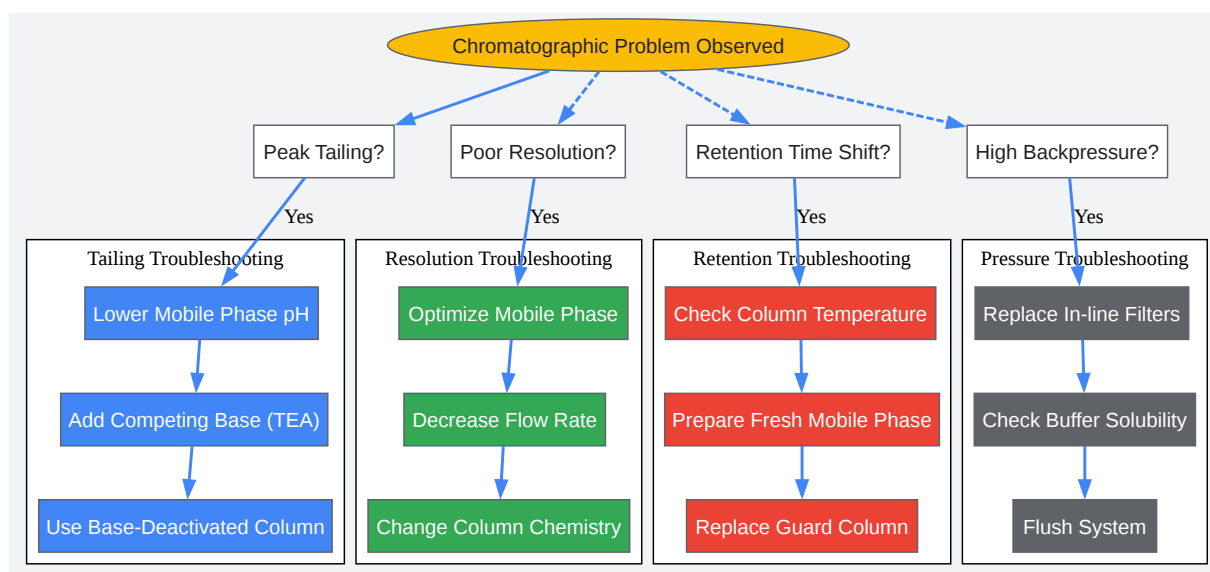 Chromatographic Problem Observed
Peak Tailing?
Poor Resolution?
Retention Time Shift?
High Backpressure?
Yes
Yes
Yes
Yes
Tailing Troubleshooting
Resolution Troubleshooting
Retention Troubleshooting
Pressure Troubleshooting
Lower Mobile Phase pH
Optimize Mobile Phase
Check Column Temperature
Replace In-line Filters
Add Competing Base (TEA)
Decrease Flow Rate
Prepare Fresh Mobile Phase
Check Buffer Solubility
Use Base-Deactivated Column
Change Column Chemistry
Replace Guard Column
Flush System